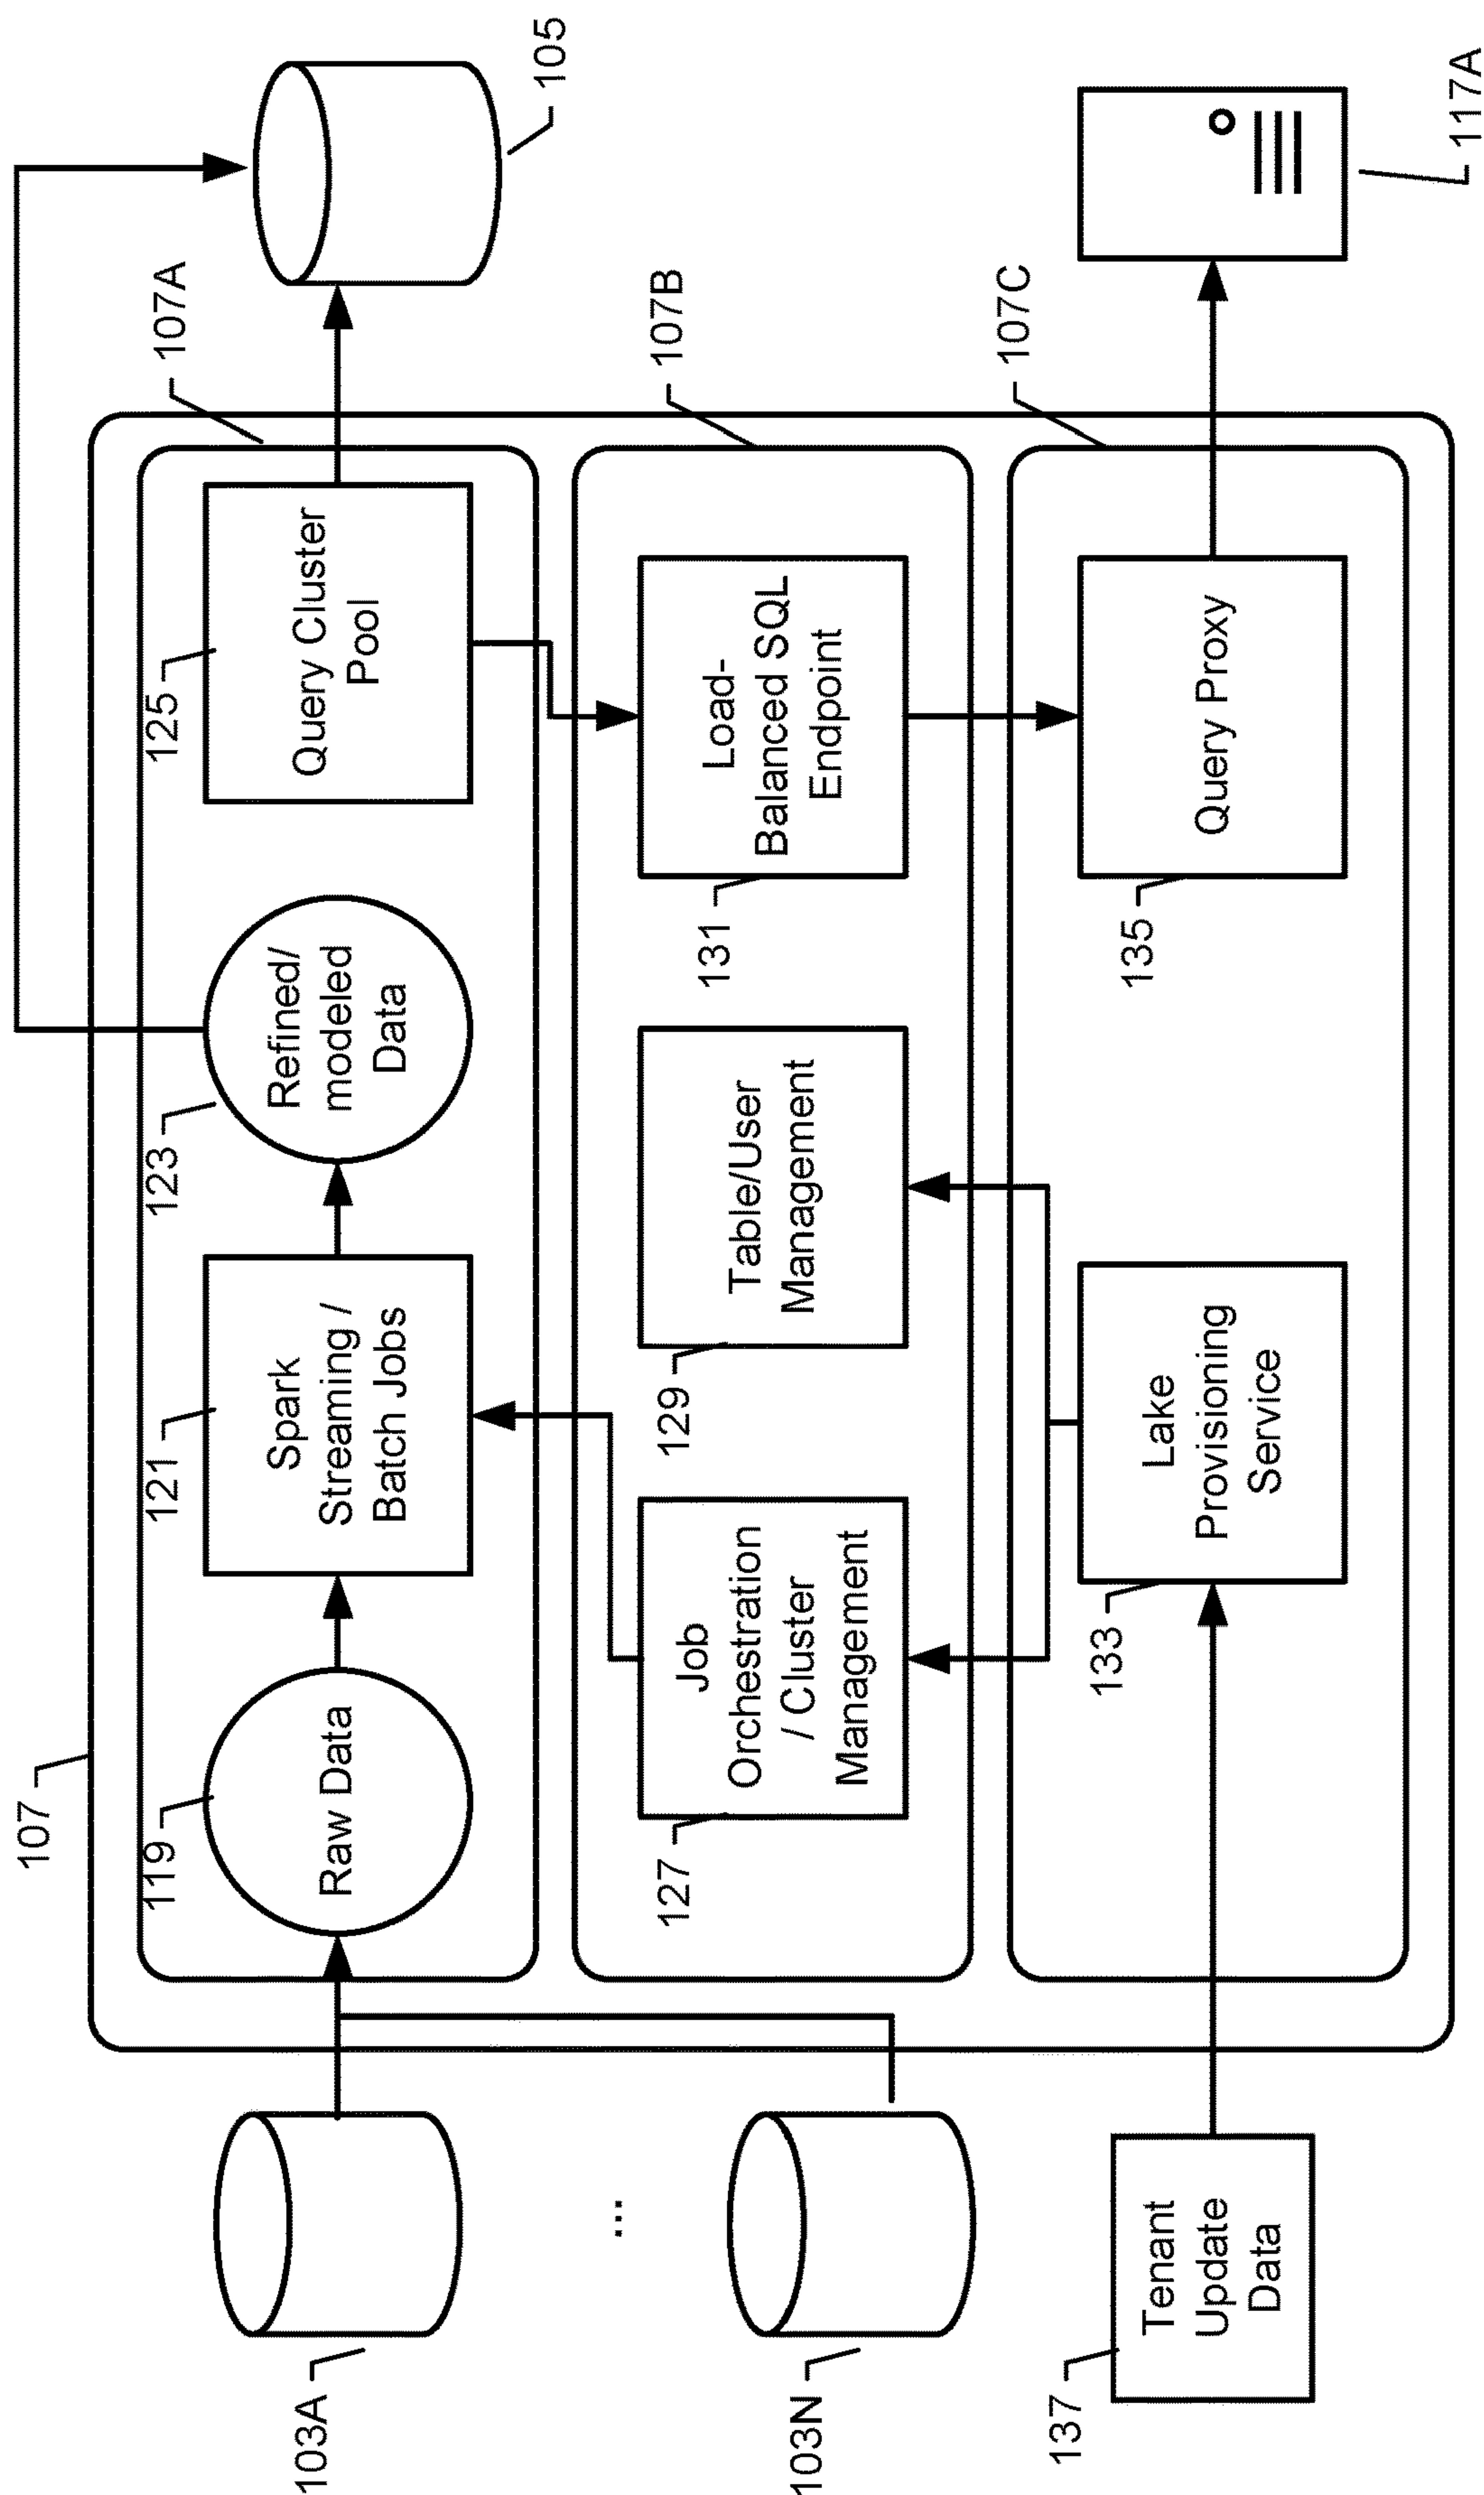 107
107A
119
Raw Data
121
Spark
Streaming /
Batch Jobs
123
Refined/
modeled
Data
125
Query Cluster
Pool
105
103A
...
103N
107B
127
Job
Orchestration
/ Cluster
Management
129
Table/User
Management
131
Load-
Balanced SQL
Endpoint
107C
137
Tenant
Update
Data
133
Lake
Provisioning
Service
135
Query Proxy
117A